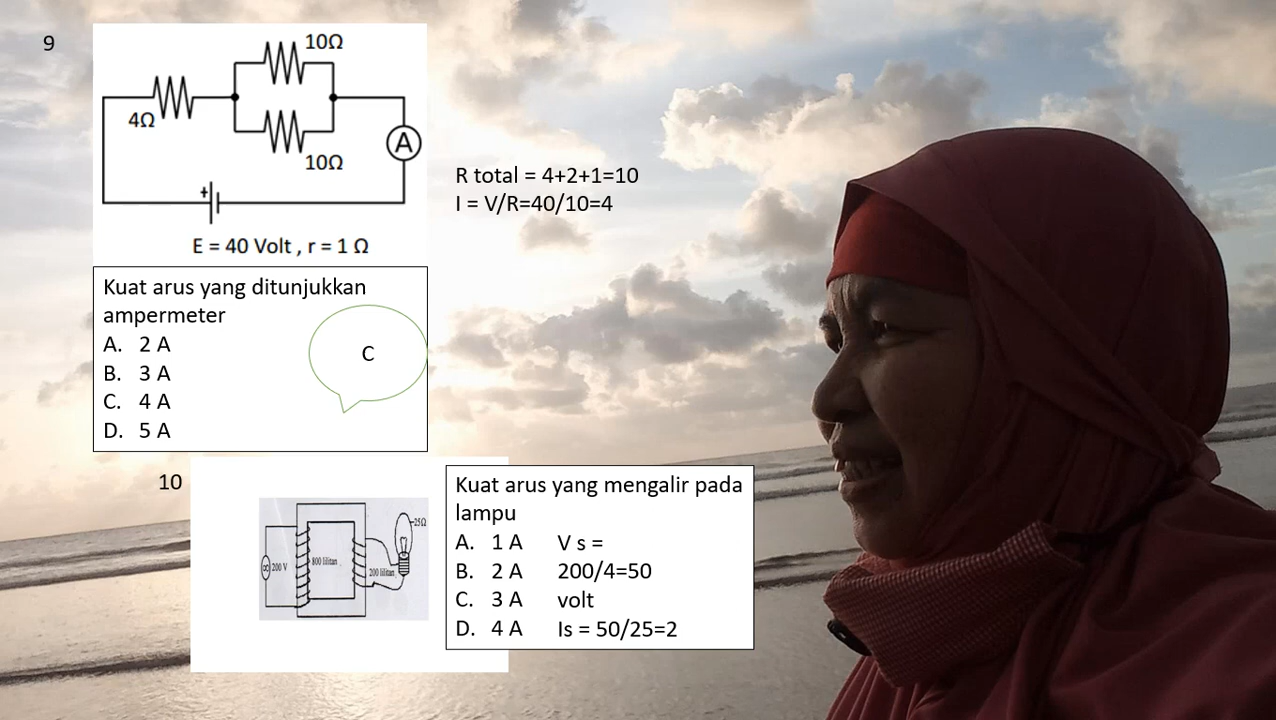 9
10Ω
4Ω
10Ω
A
+
E = 40 Volt , r = 1 Ω
R total = 4+2+1=10
I = V/R=40/10=4
Kuat arus yang ditunjukkan
ampermeter
A. 2 A
B. 3 A
C. 4 A
D. 5 A
C
10
200 V
800 lilitan
200 lilitan
25Ω
Kuat arus yang mengalir pada
lampu
A. 1 A V s =
B. 2 A 200/4=50
C. 3 A volt
D. 4 A Is = 50/25=2